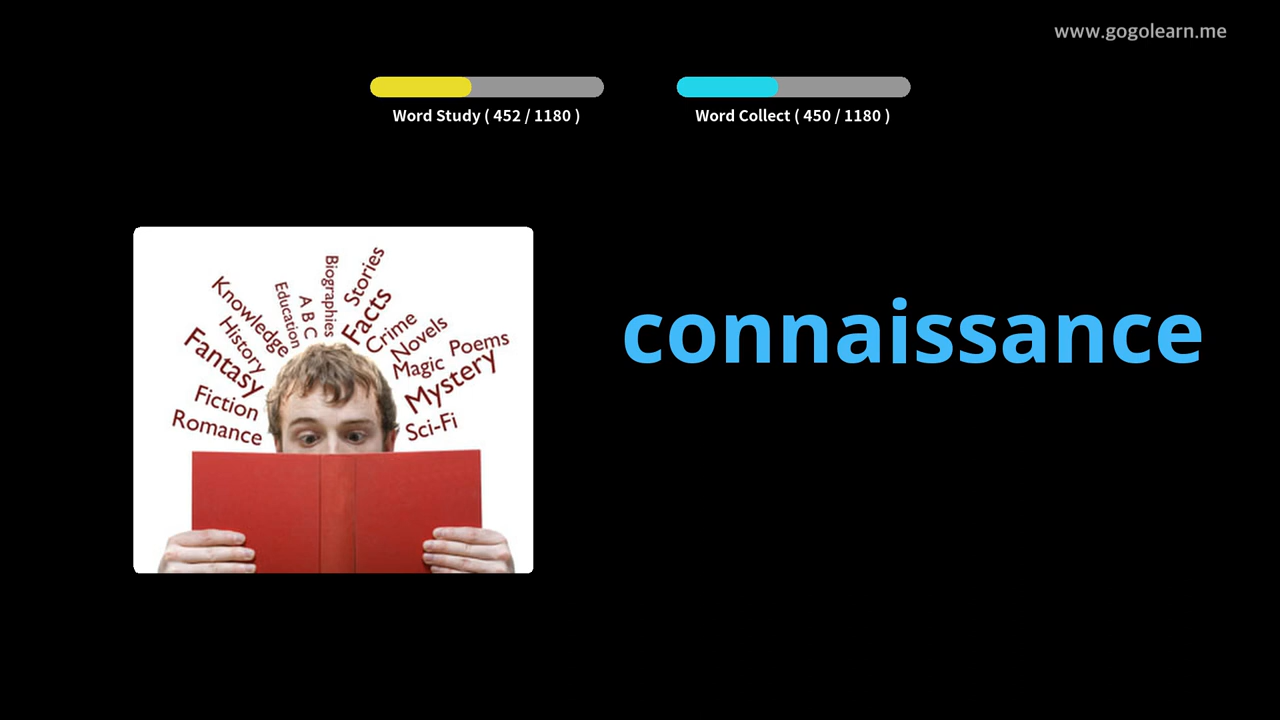 www.gogolearn.me
Word Study ( 452 / 1180 )
Word Collect ( 450 / 1180 )
connaissance
Stories
Biographies
Facts
Education
A B C
Knowledge
Crime
History
Novels
Poems
Fantasy
Magic
Mystery
Fiction
Romance
Sci-Fi